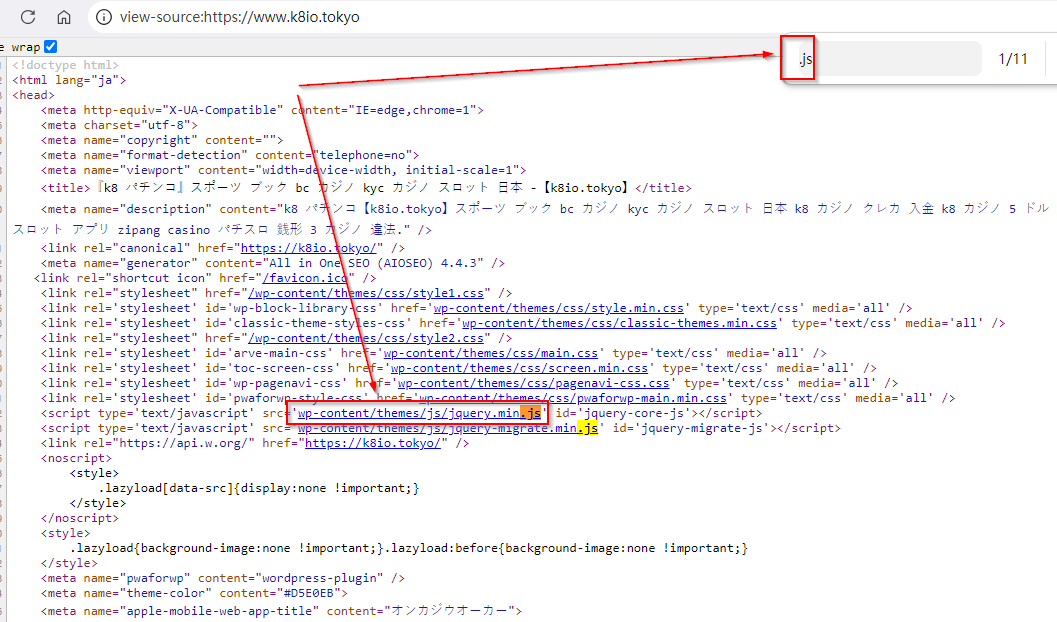 view-source:https://www.k8io.tokyo
e wrap
.js
1/11
<!doctype html>
<html lang="ja">
<head>
<meta http-equiv="X-UA-Compatible" content="IE=edge,chrome=1">
<meta charset="utf-8">
<meta name="copyright" content="">
<meta name="format-detection" content="telephone=no">
<meta name="viewport" content="width=device-width, initial-scale=1">
<title>『k8 パチンコ』スポーツ ブック bc カジノ kyc カジノ スロット 日本 -【k8io.tokyo】</title>
<meta name="description" content="k8 パチンコ【k8io.tokyo】スポーツ ブック bc カジノ kyc カジノ スロット 日本 k8 カジノ クレカ 入金 k8 カジノ 5 ドル
スロット アプリ zipang casino パチスロ 銭形 3 カジノ 違法." />
<link rel="canonical" href="https://k8io.tokyo/" />
<meta name="generator" content="All in One SEO (AIOSEO) 4.4.3" />
<link rel="shortcut icon" href="/favicon.ico" />
<link rel="stylesheet" href="/wp-content/themes/css/style1.css" />
<link rel='stylesheet' id='wp-block-library-css' href='wp-content/themes/css/style.min.css' type='text/css' media='all' />
<link rel='stylesheet' id='classic-theme-styles-css' href='wp-content/themes/css/classic-themes.min.css' type='text/css' media='all' />
<link rel="stylesheet" href="/wp-content/themes/css/style2.css" />
<link rel='stylesheet' id='arve-main-css' href='wp-content/themes/css/main.css' type='text/css' media='all' />
<link rel='stylesheet' id='toc-screen-css' href='wp-content/themes/css/screen.min.css' type='text/css' media='all' />
<link rel='stylesheet' id='wp-pagenavi-css' href='wp-content/themes/css/pagenavi-css.css' type='text/css' media='all' />
<link rel='stylesheet' id='pwaforwp-style-css' href='wp-content/themes/css/pwaforwp-main.min.css' type='text/css' media='all' />
<script type='text/javascript' src='wp-content/themes/js/jquery.min.js' id='jquery-core-js'></script>
<script type='text/javascript' src='wp-content/themes/js/jquery-migrate.min.js' id='jquery-migrate-js'></script>
<link rel="https://api.w.org/" href="https://k8io.tokyo/" />
<noscript>
<style>
.lazyload[data-src]{display:none !important;}
</style>
</noscript>
<style>
.lazyload{background-image:none !important;}.lazyload:before{background-image:none !important;}
</style>
<meta name="pwaforwp" content="wordpress-plugin" />
<meta name="theme-color" content="#D5E0EB">
<meta name="apple-mobile-web-app-title" content="オンカジウオーカー">